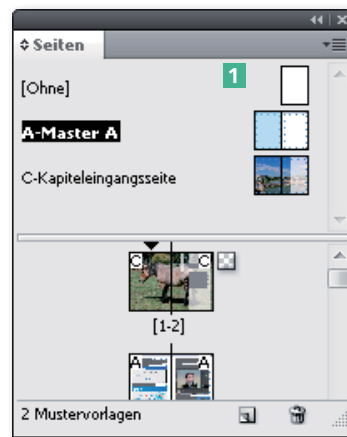 Seiten
1
[Ohne]
A-Master A
C-Kapiteleingangsseite
C C
[1-2]
A A
2 Mustervorlagen